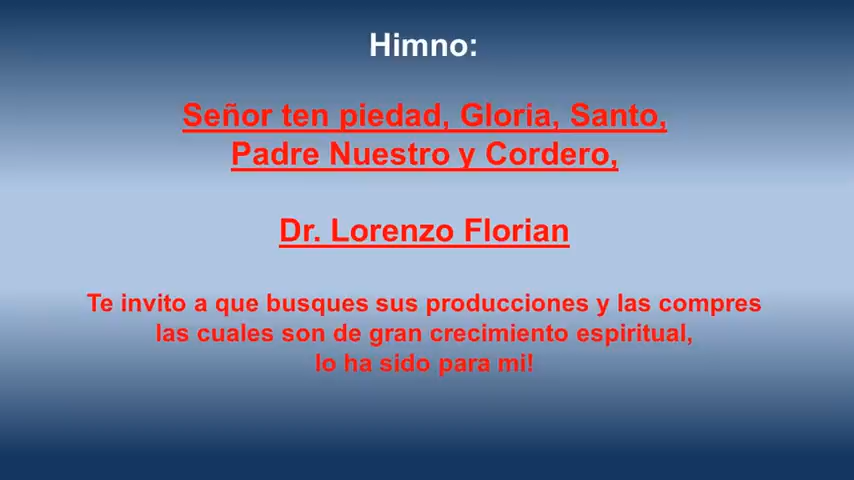 Himno:
Señor ten piedad, Gloria, Santo,
Padre Nuestro y Cordero,
Dr. Lorenzo Florian
Te invito a que busques sus producciones y las compres
las cuales son de gran crecimiento espiritual,
lo ha sido para mi!